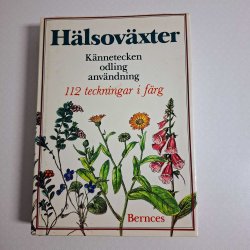 Hälsoväxter
Kännetecken
odling
användning
112 teckningar i färg
Bernces